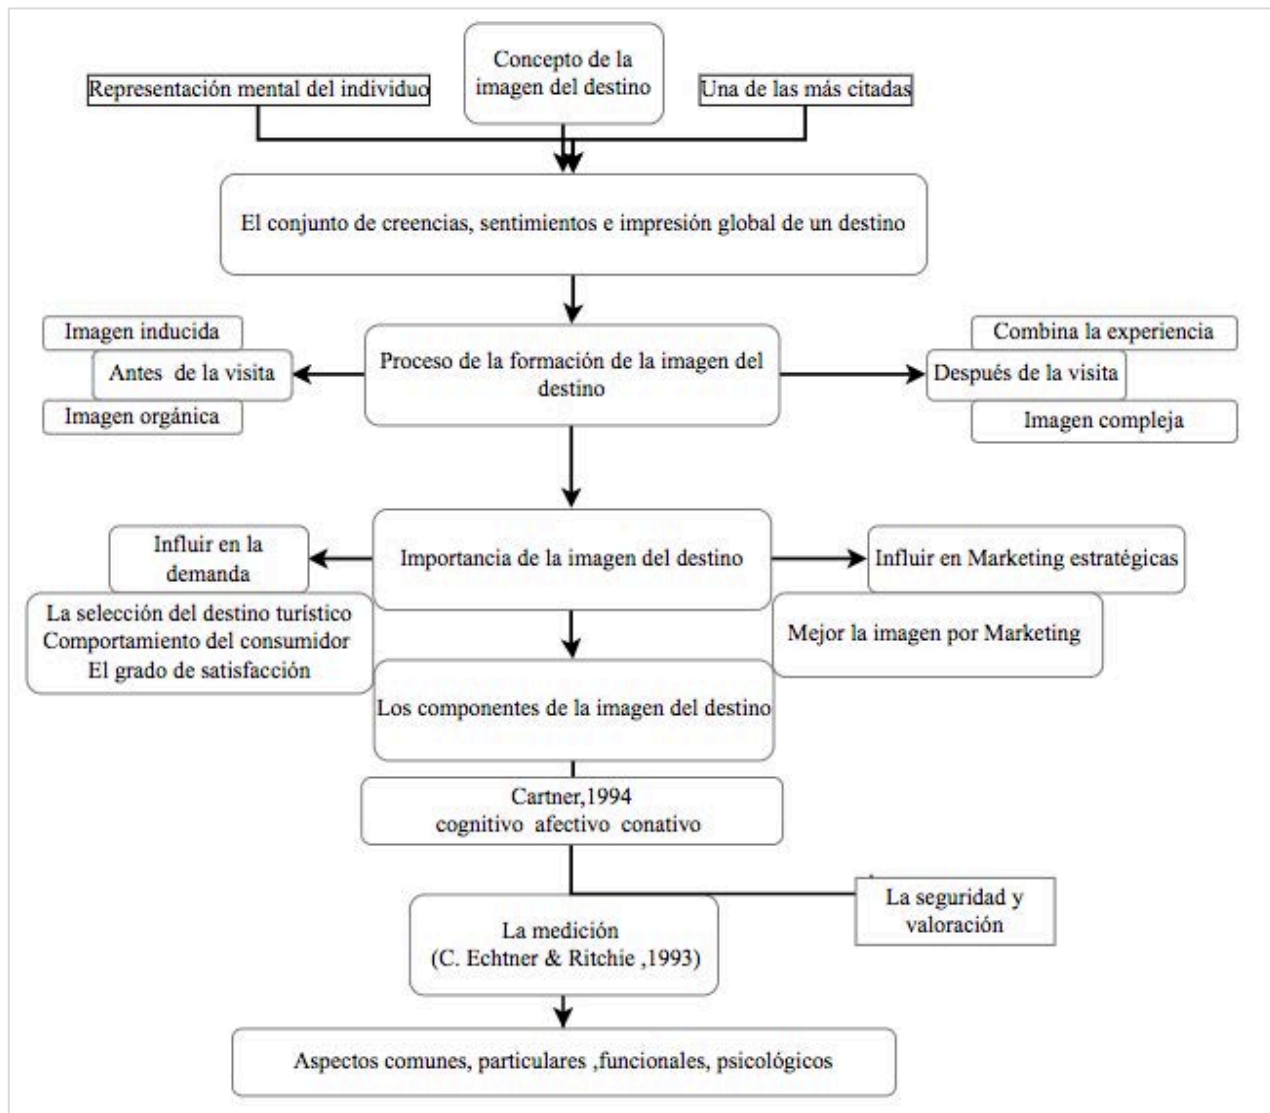 Concepto de la
imagen del destino
Representación mental del individuo
Una de las más citadas
El conjunto de creencias, sentimientos e impresión global de un destino
Imagen inducida
Antes de la visita
Imagen orgánica
Proceso de la formación de la imagen del
destino
Combina la experiencia
Después de la visita
Imagen compleja
Influir en la
demanda
La selección del destino turístico
Comportamiento del consumidor
El grado de satisfacción
Importancia de la imagen del destino
Influir en Marketing estratégicas
Mejor la imagen por Marketing
Los componentes de la imagen del destino
Cartner,1994
cognitivo afectivo conativo
La seguridad y
valoración
La medición
(C. Echtner & Ritchie ,1993)
Aspectos comunes, particulares ,funcionales, psicológicos